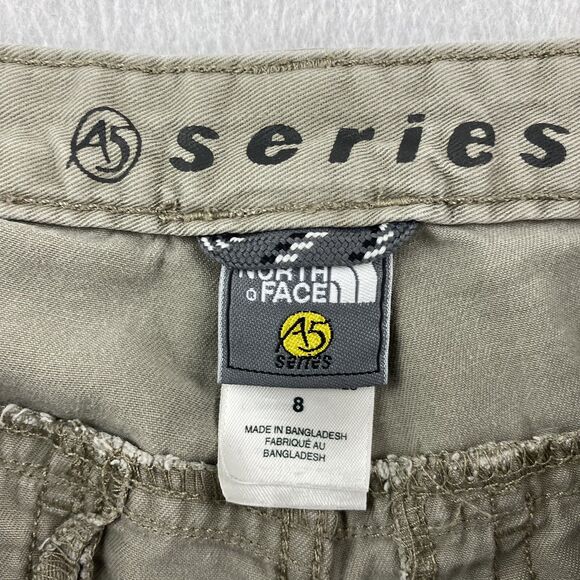 A5 series
NORTH
FACE
A5
series
8
MADE IN BANGLADESH
FABRIQUÉ AU
BANGLADESH